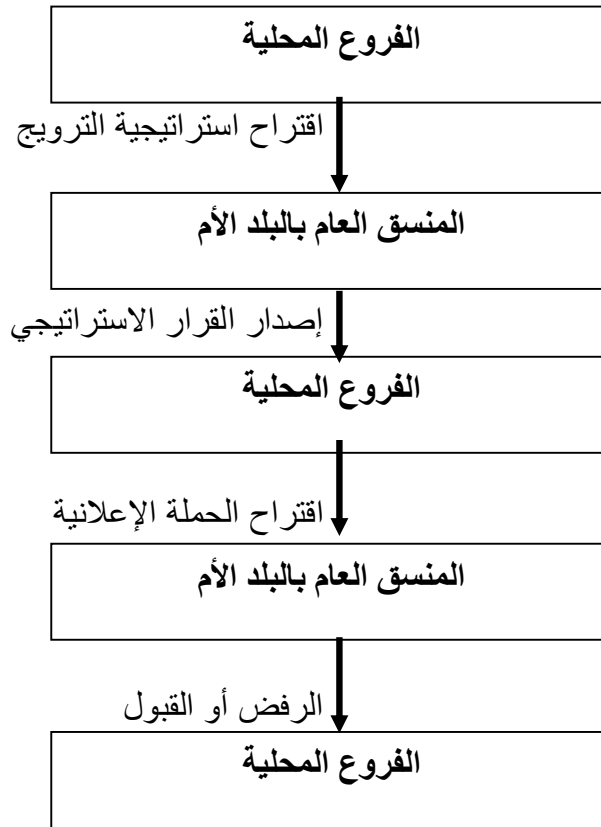 الفروع المحلية
اقتراح استراتيجية الترويج
المنسق العام بالبلد الأم
إصدار القرار الاستراتيجي
الفروع المحلية
اقتراح الحملة الإعلانية
المنسق العام بالبلد الأم
الرفض أو القبول
الفروع المحلية